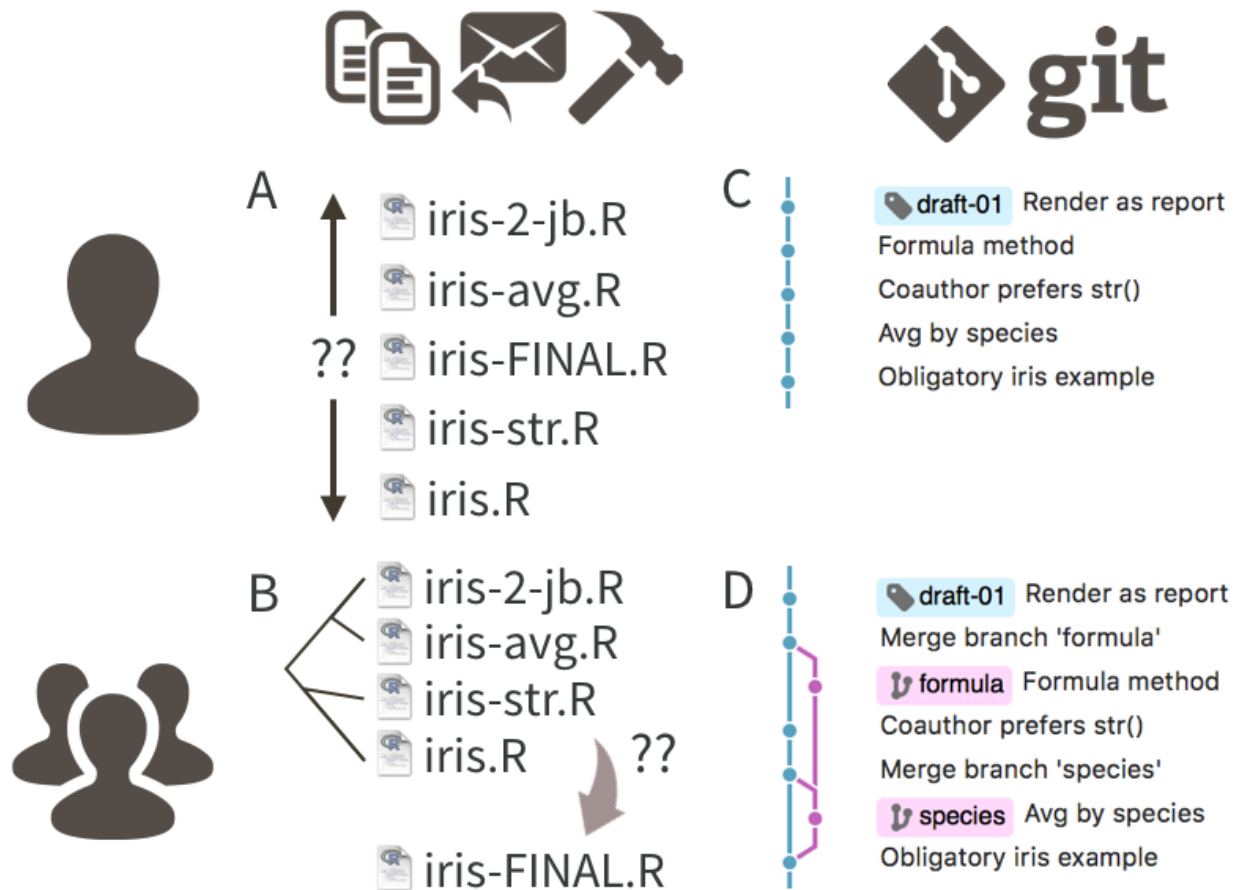 git
A
iris-2-jb.R
iris-avg.R
??
iris-FINAL.R
iris-str.R
iris.R
C
draft-01 Render as report
Formula method
Coauthor prefers str()
Avg by species
Obligatory iris example
B
iris-2-jb.R
iris-avg.R
iris-str.R
iris.R
??
iris-FINAL.R
D
draft-01 Render as report
Merge branch 'formula'
formula Formula method
Coauthor prefers str()
Merge branch 'species'
species Avg by species
Obligatory iris example